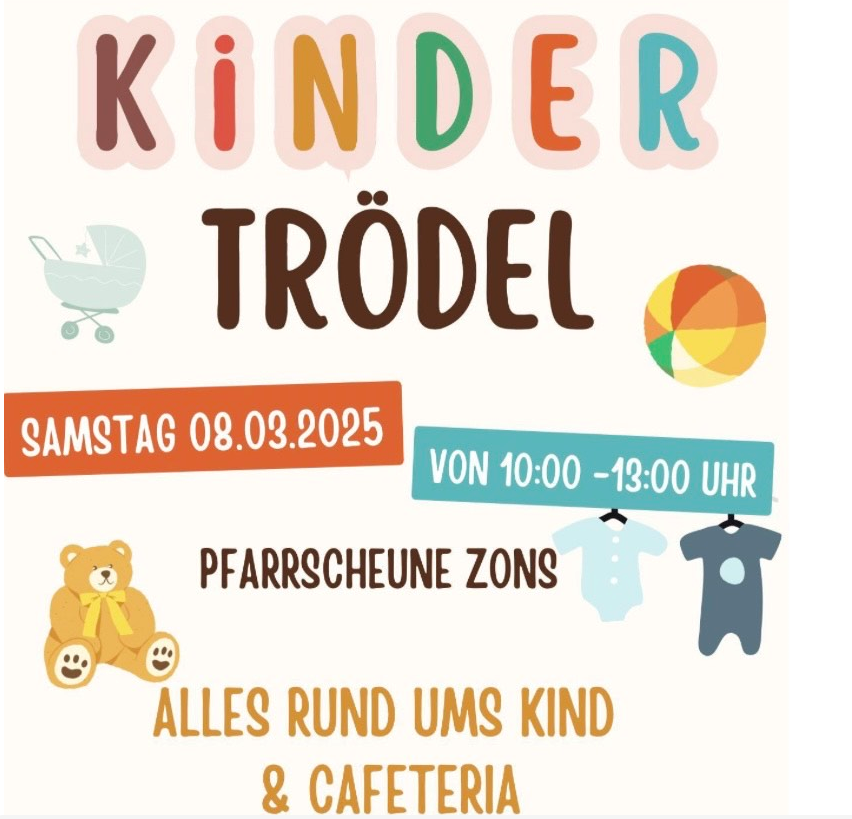 KiNDER
TRÖDEL
SAMSTAG 08.03.2025
VON 10:00 -13:00 UHR
PFARRSCHEUNE ZONS
ALLES RUND UMS KIND
& CAFETERIA